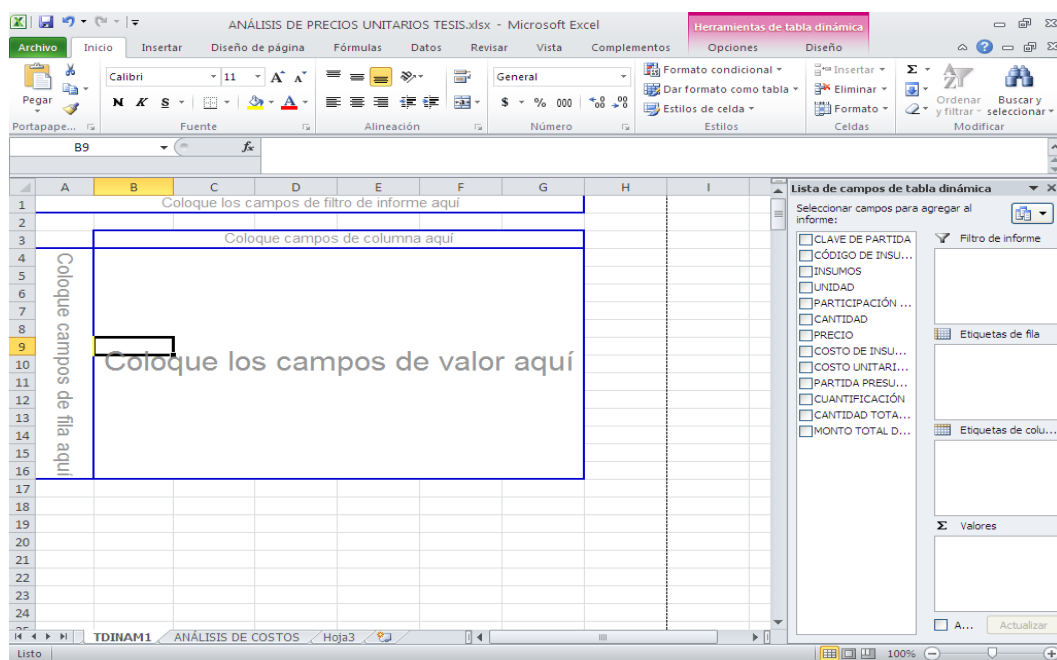 ANÁLISIS DE PRECIOS UNITARIOS TESIS.xlsx - Microsoft Excel
Herramientas de tabla dinámica
Archivo Inicio Insertar Diseño de página Fórmulas Datos Revisar Vista Complementos Opciones Diseño
Pegar
Calibri 11 A A
N K S A
General
$ % 000
Formato condicional
Dar formato como tabla
Estilos de celda
Insertar
Eliminar
Formato
Σ
Ordenar y filtrar
Buscar y seleccionar
Portapape... Fuente Alineación Número Estilos Celdas Modificar
B9 fx
A B C D E F G H I
1
2
3
4
5
6
7
8
9
10
11
12
13
14
15
16
17
18
19
20
21
22
23
24
Coloque los campos de filtro de informe aquí
Coloque campos de columna aquí
Coloque campos de fila aquí
Coloque los campos de valor aquí
Lista de campos de tabla dinámica
Seleccionar campos para agregar al
informe:
CLAVE DE PARTIDA
CÓDIGO DE INSU...
INSUMOS
UNIDAD
PARTICIPACIÓN ...
CANTIDAD
PRECIO
COSTO DE INSU...
COSTO UNITARI...
PARTIDA PRESU...
CUANTIFICACIÓN
CANTIDAD TOTA...
MONTO TOTAL D...
Filtro de informe
Etiquetas de fila
Etiquetas de colu...
Σ Valores
A... Actualizar
TDINAM1 ANÁLISIS DE COSTOS Hoja3
Listo 100%